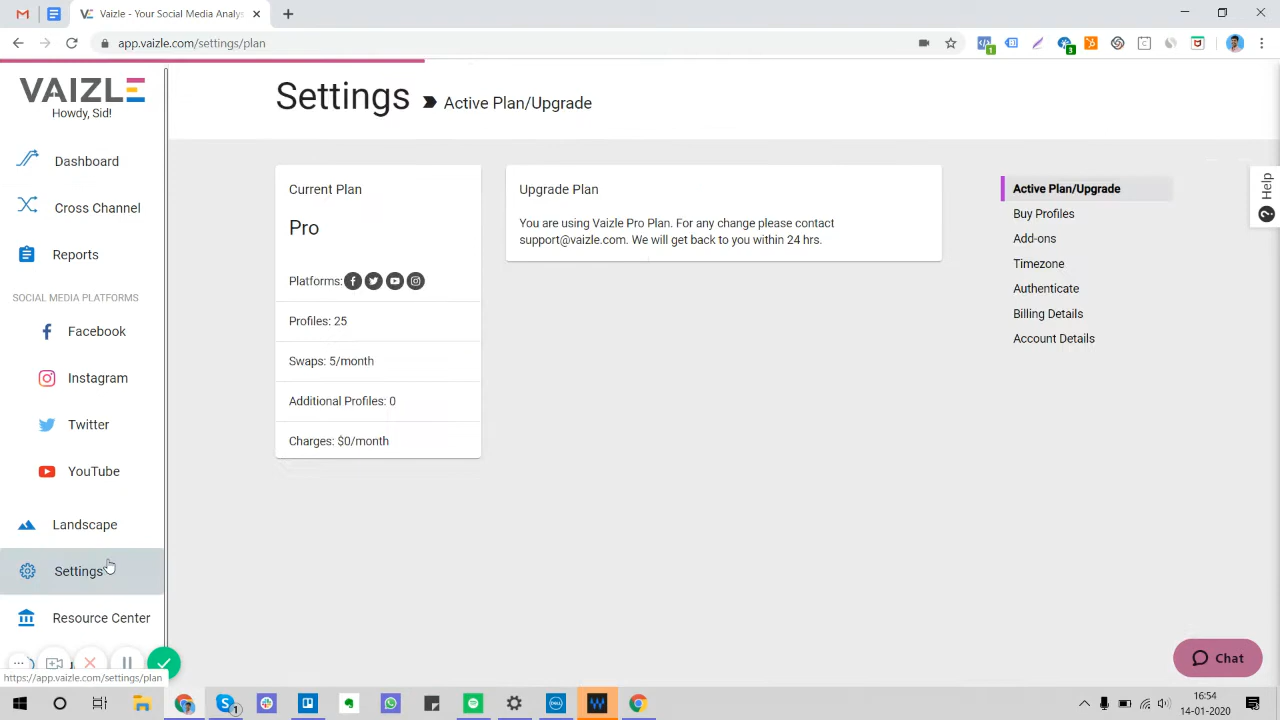 Vaizle - Your Social Media Analys
app.vaizle.com/settings/plan
1
3
VAIZLE
Howdy, Sid!
Dashboard
Cross Channel
Reports
SOCIAL MEDIA PLATFORMS
Facebook
Instagram
Twitter
YouTube
Landscape
Settings
Resource Center
https://app.vaizle.com/settings/plan
Settings
Active Plan/Upgrade
Current Plan
Pro
Platforms:
Profiles: 25
Swaps: 5/month
Additional Profiles: 0
Charges: $0/month
Upgrade Plan
You are using Vaizle Pro Plan. For any change please contact
support@vaizle.com. We will get back to you within 24 hrs.
Active Plan/Upgrade
Buy Profiles
Add-ons
Timezone
Authenticate
Billing Details
Account Details
Help
Chat
1
16:54
14-01-2020